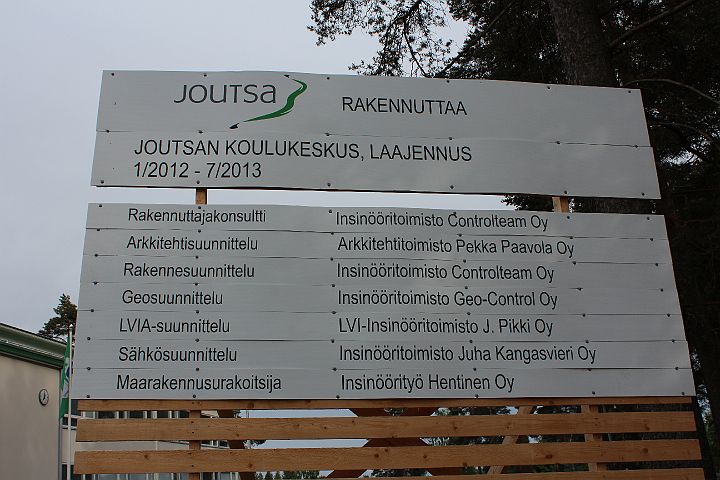 JOUTSA RAKENNUTTAA
JOUTSAN KOULUKESKUS, LAAJENNUS
1/2012 - 7/2013
Rakennuttajakonsultti Insinööritoimisto Controlteam Oy
Arkkitehtisuunnittelu Arkkitehtitoimisto Pekka Paavola Oy
Rakennesuunnittelu Insinööritoimisto Controlteam Oy
Geosuunnittelu Insinööritoimisto Geo-Control Oy
LVIA-suunnittelu LVI-Insinööritoimisto J. Pikki Oy
Sähkösuunnittelu Insinööritoimisto Juha Kangasvieri Oy
Maarakennusurakoitsija Insinöörityö Hentinen Oy